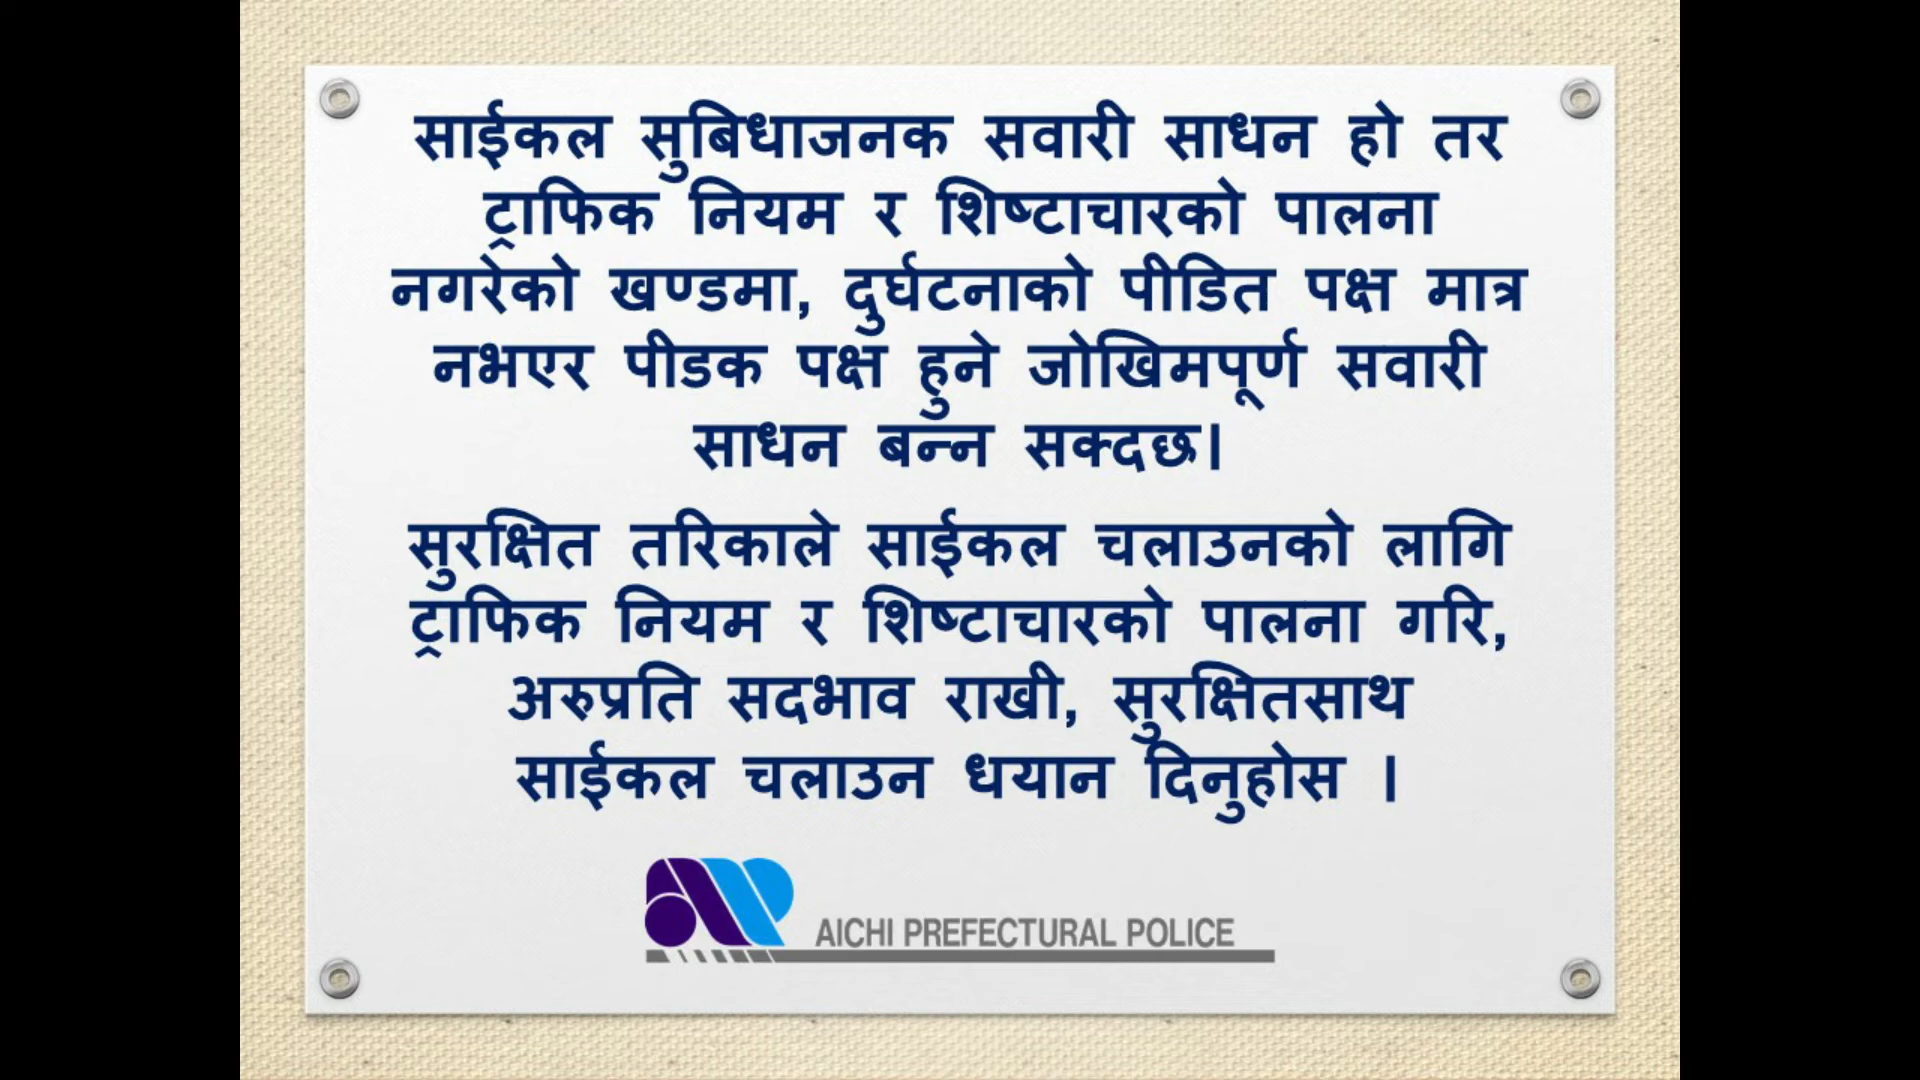 साईकल सुबिधाजनक सवारी साधन हो तर
ट्राफिक नियम र शिष्टाचारको पालना
नगरेको खण्डमा, दुर्घटनाको पीडित पक्ष मात्र
नभएर पीडक पक्ष हुने जोखिमपूर्ण सवारी
साधन बन्न सक्दछ।
सुरक्षित तरिकाले साईकल चलाउनको लागि
ट्राफिक नियम र शिष्टाचारको पालना गरि,
अरुप्रति सदभाव राखी, सुरक्षितसाथ
साईकल चलाउन धयान दिनुहोस ।
AICHI PREFECTURAL POLICE